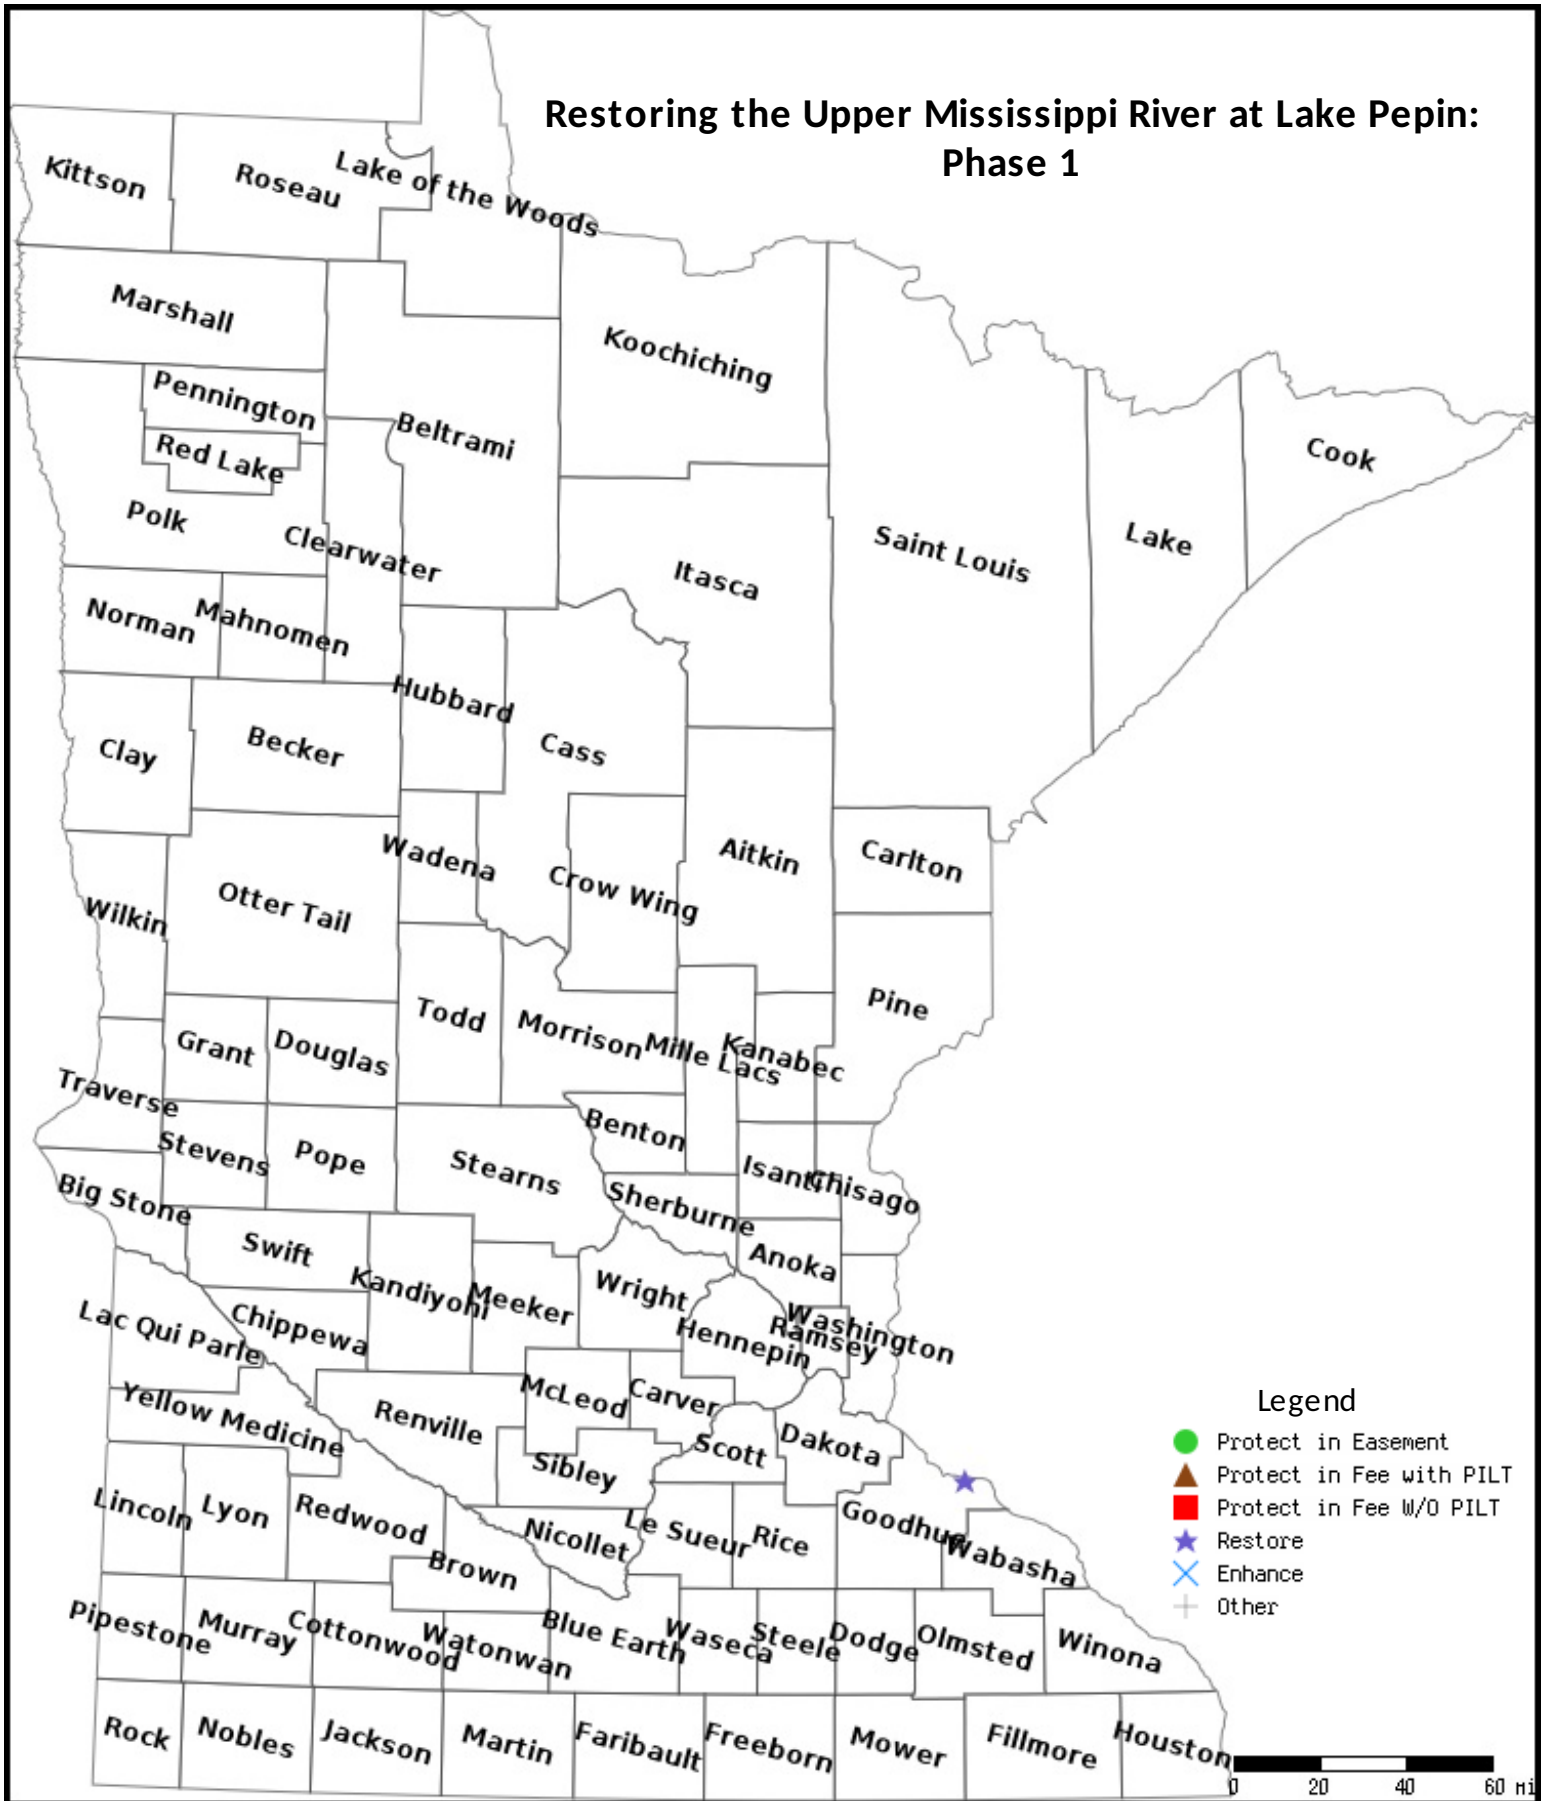 Restoring the Upper Mississippi River at Lake Pepin:
Phase 1
Kittson
Roseau
Lake of the Woods
Marshall
Koochiching
Pennington
Beltrami
Red Lake
Cook
Polk
Clearwater
Saint Louis
Lake
Itasca
Norman
Mahnomen
Hubbard
Clay
Becker
Cass
Wadena
Aitkin
Carlton
Crow Wing
Otter Tail
Wilkin
Pine
Todd
Morrison
Mille Lacs
Kanabec
Grant
Douglas
Traverse
Benton
Stevens
Pope
Stearns
Isanti
Chisago
Big Stone
Sherburne
Swift
Anoka
Kandiyohi
Meeker
Wright
Washington
Ramsey
Hennepin
Lac Qui Parle
Chippewa
McLeod
Carver
Yellow Medicine
Renville
Scott
Dakota
Sibley
Lincoln
Lyon
Redwood
Nicollet
Le Sueur
Rice
Goodhue
Wabasha
Brown
Pipestone
Murray
Cottonwood
Watonwan
Blue Earth
Waseca
Steele
Dodge
Olmsted
Winona
Rock
Nobles
Jackson
Martin
Faribault
Freeborn
Mower
Fillmore
Houston
Legend
Protect in Easement
Protect in Fee with PILT
Protect in Fee W/O PILT
Restore
Enhance
Other
0 20 40 60 mi